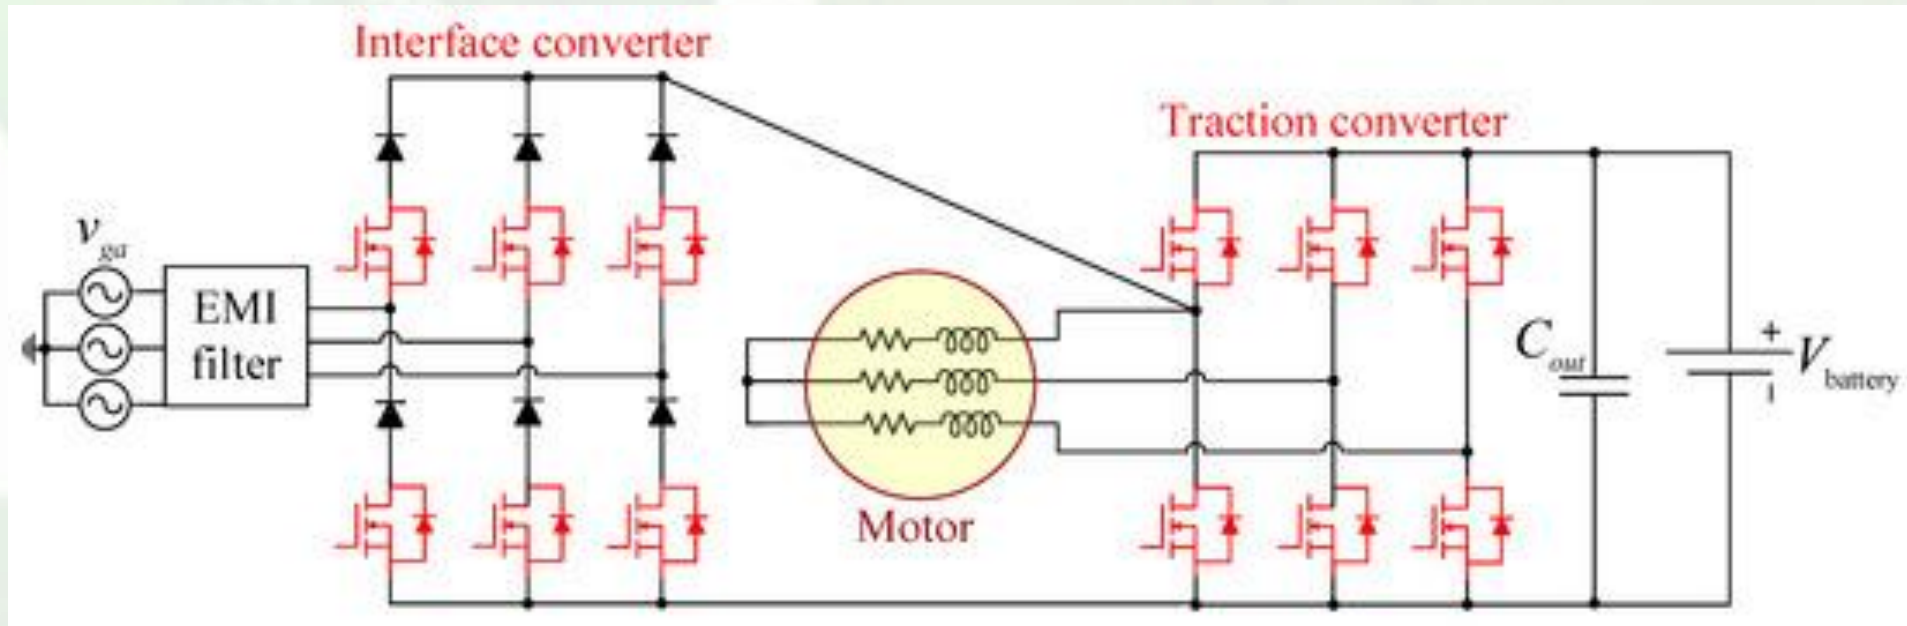 Interface converter
Traction converter
v_ga
EMI
filter
Motor
C_out
+
V_battery